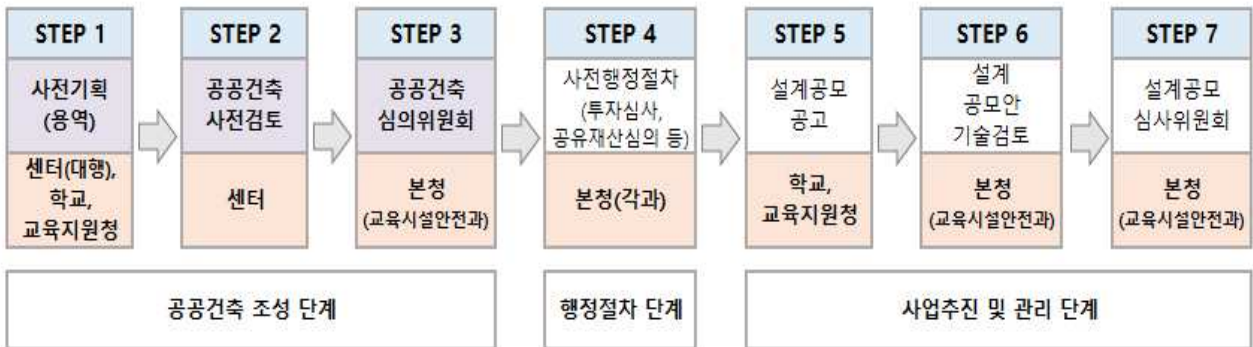 STEP 1
사전기획
(용역)
센터(대행),
학교,
교육지원청
STEP 2
공공건축
사전검토
센터
STEP 3
공공건축
심의위원회
본청
(교육시설안전과)
STEP 4
사전행정절차
(투자심사,
공유재산심의 등)
본청(각과)
STEP 5
설계공모
공고
학교,
교육지원청
STEP 6
설계
공모안
기술검토
본청
(교육시설안전과)
STEP 7
설계공모
심사위원회
본청
(교육시설안전과)
공공건축 조성 단계
행정절차 단계
사업추진 및 관리 단계